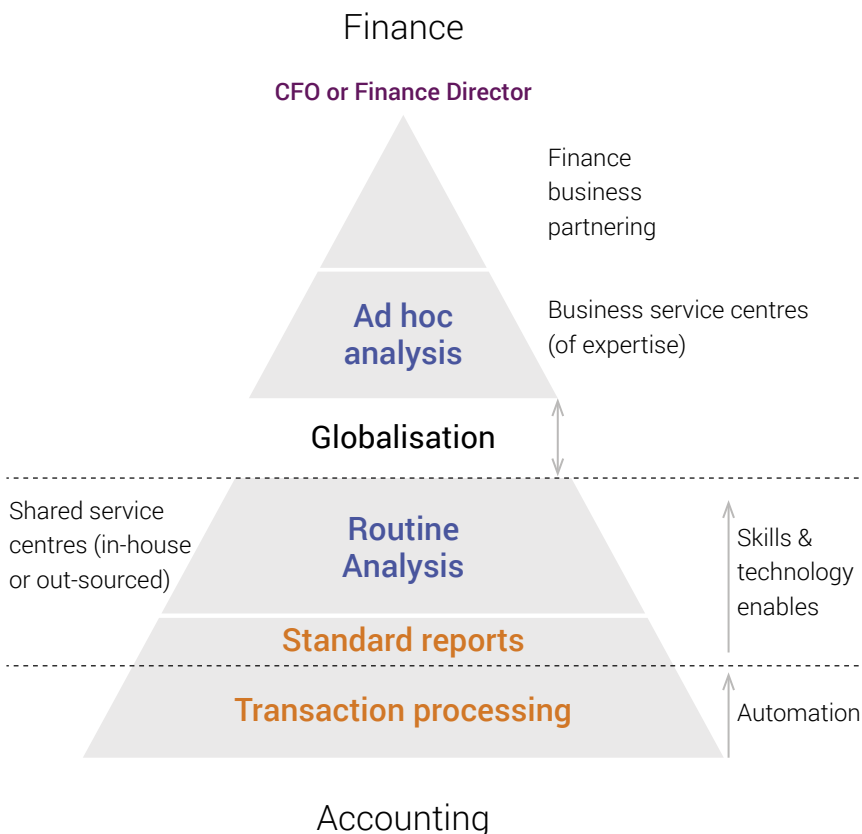 Finance
CFO or Finance Director
Finance
business
partnering
Ad hoc
analysis
Business service centres
(of expertise)
Globalisation
Shared service
centres (in-house
or out-sourced)
Routine
Analysis
Skills &
technology
enables
Standard reports
Transaction processing
Automation
Accounting